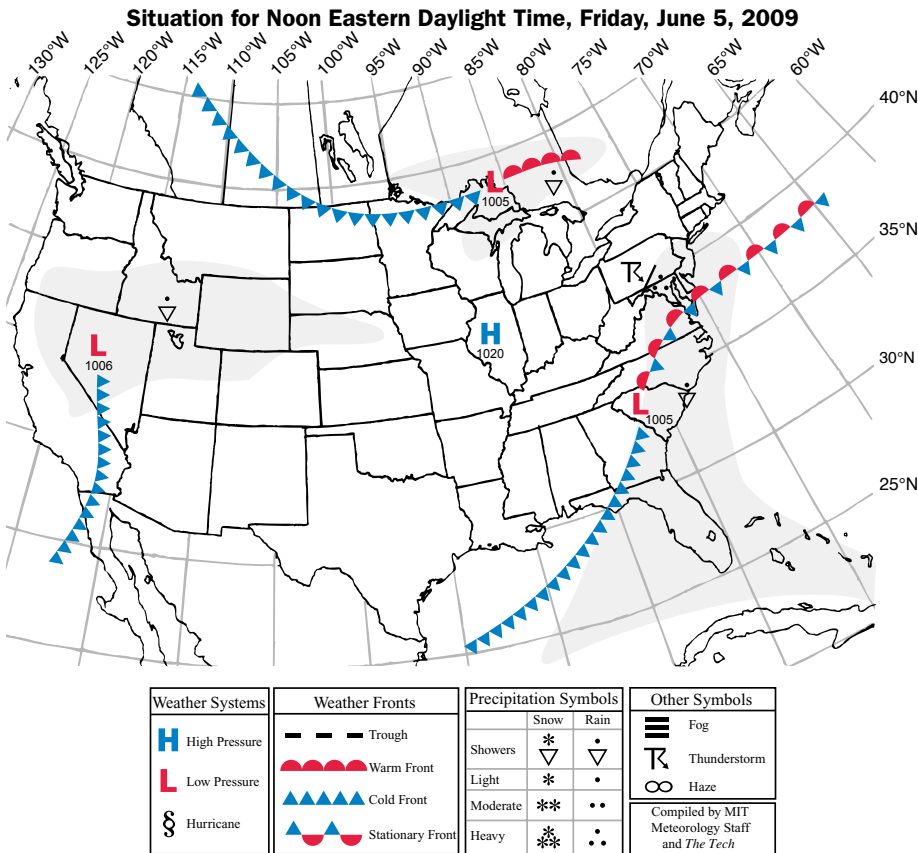 Situation for Noon Eastern Daylight Time, Friday, June 5, 2009
130°W 125°W 120°W 115°W 110°W 105°W 100°W 95°W 90°W 85°W 80°W 75°W 70°W 65°W 60°W
40°N
35°N
30°N
25°N
L
1005
H
1020
L
1006
L
1005
Weather Systems
H High Pressure
L Low Pressure
§ Hurricane
Weather Fronts
Trough
Warm Front
Cold Front
Stationary Front
Precipitation Symbols
Snow Rain
Showers
Light
Moderate
Heavy
Other Symbols
Fog
Thunderstorm
Haze
Compiled by MIT
Meteorology Staff
and The Tech